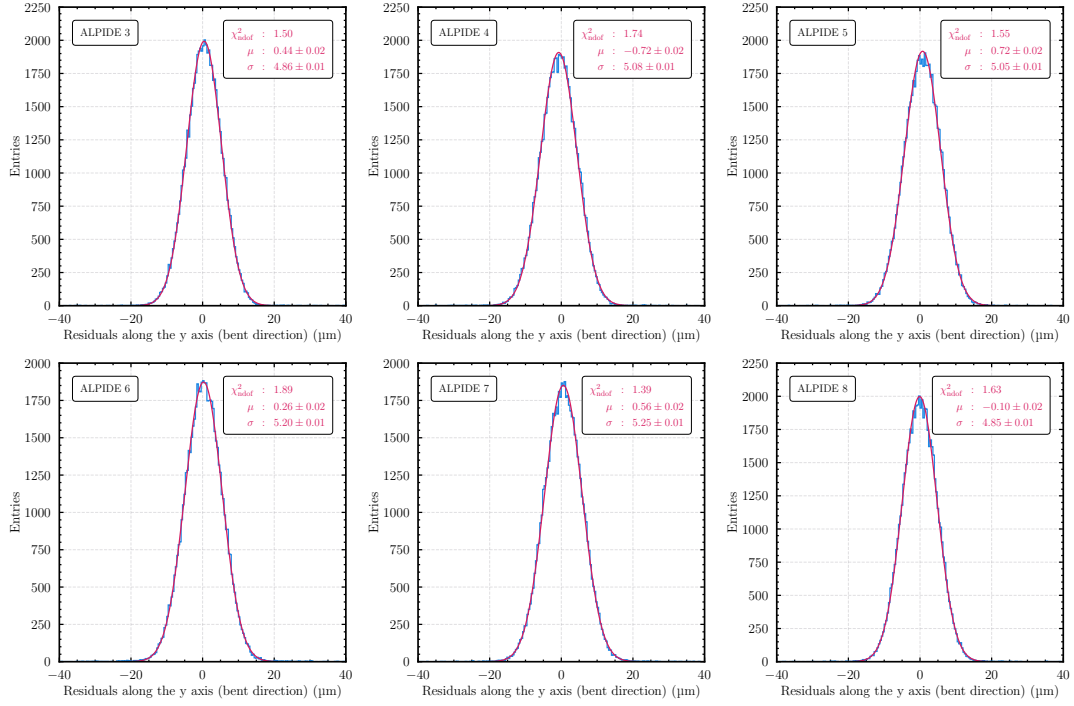 ALPIDE 3
χ²ndof : 1.50
μ : 0.44 ± 0.02
σ : 4.86 ± 0.01
Entries
2250
2000
1750
1500
1250
1000
750
500
250
0
−40 −20 0 20 40
Residuals along the y axis (bent direction) (µm)
ALPIDE 4
χ²ndof : 1.74
μ : −0.72 ± 0.02
σ : 5.08 ± 0.01
Entries
2250
2000
1750
1500
1250
1000
750
500
250
0
−40 −20 0 20 40
Residuals along the y axis (bent direction) (µm)
ALPIDE 5
χ²ndof : 1.55
μ : 0.72 ± 0.02
σ : 5.05 ± 0.01
Entries
2250
2000
1750
1500
1250
1000
750
500
250
0
−40 −20 0 20 40
Residuals along the y axis (bent direction) (µm)
ALPIDE 6
χ²ndof : 1.89
μ : 0.26 ± 0.02
σ : 5.20 ± 0.01
Entries
2000
1750
1500
1250
1000
750
500
250
0
−40 −20 0 20 40
Residuals along the y axis (bent direction) (µm)
ALPIDE 7
χ²ndof : 1.39
μ : 0.56 ± 0.02
σ : 5.25 ± 0.01
Entries
2000
1750
1500
1250
1000
750
500
250
0
−40 −20 0 20 40
Residuals along the y axis (bent direction) (µm)
ALPIDE 8
χ²ndof : 1.63
μ : −0.10 ± 0.02
σ : 4.85 ± 0.01
Entries
2250
2000
1750
1500
1250
1000
750
500
250
0
−40 −20 0 20 40
Residuals along the y axis (bent direction) (µm)